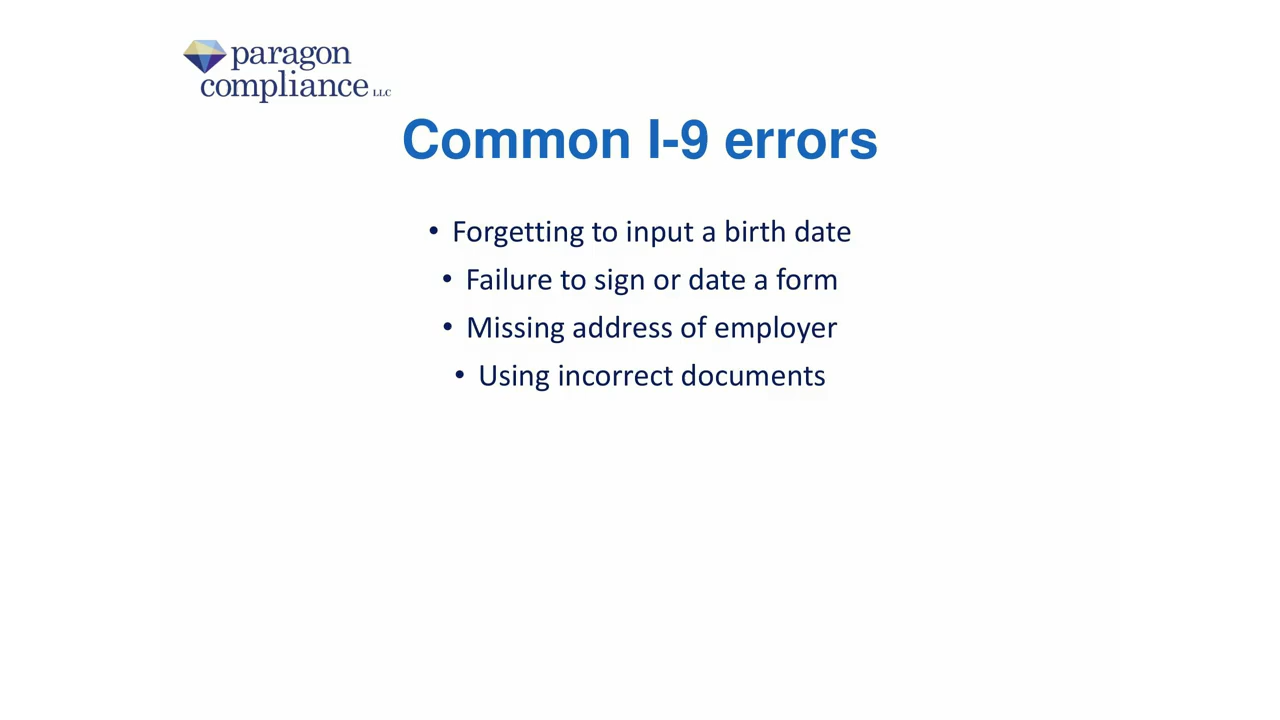 paragon
compliance LLC
Common I-9 errors
• Forgetting to input a birth date
• Failure to sign or date a form
• Missing address of employer
• Using incorrect documents